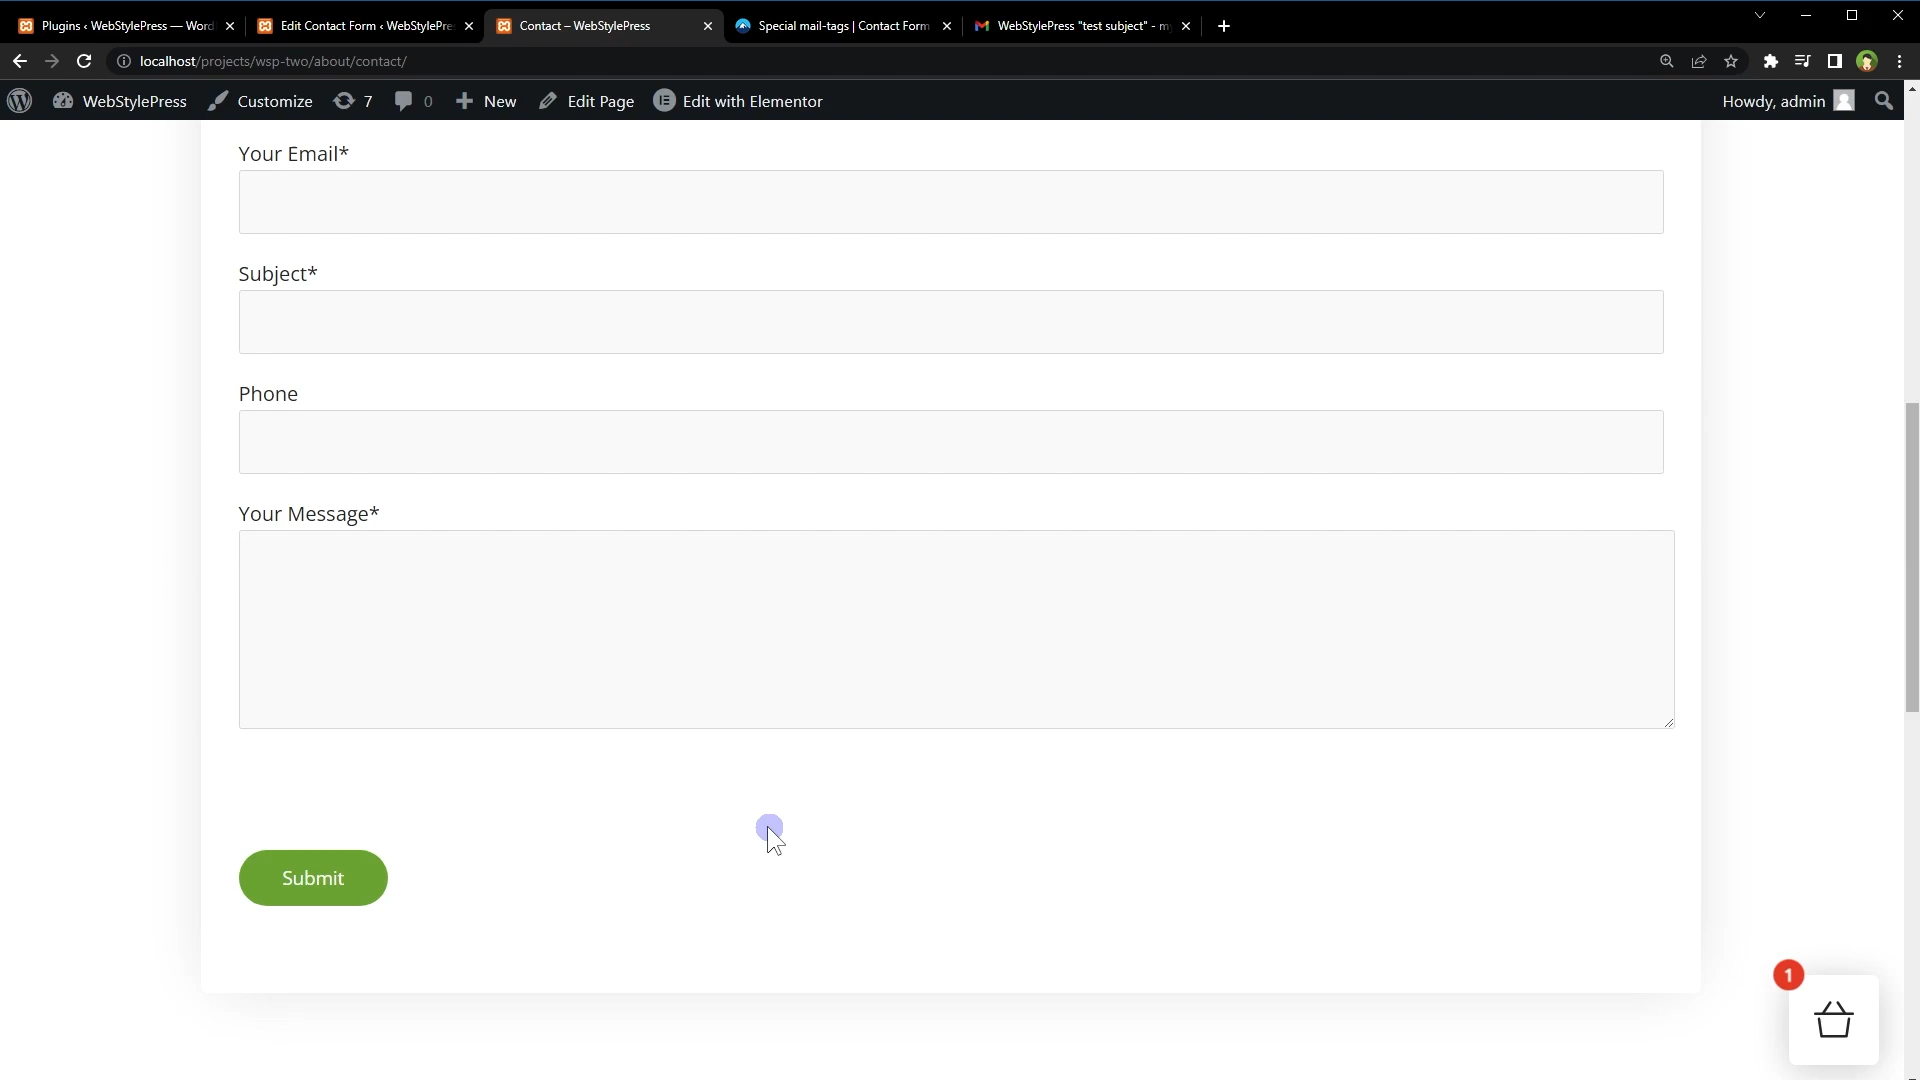 Plugins ‹ WebStylePress — Word
Edit Contact Form ‹ WebStylePre
Contact – WebStylePress
Special mail-tags | Contact Form
WebStylePress "test subject" - my
localhost/projects/wsp-two/about/contact/
WebStylePress
Customize
7
0
New
Edit Page
Edit with Elementor
Howdy, admin
Your Email*
Subject*
Phone
Your Message*
Submit
1